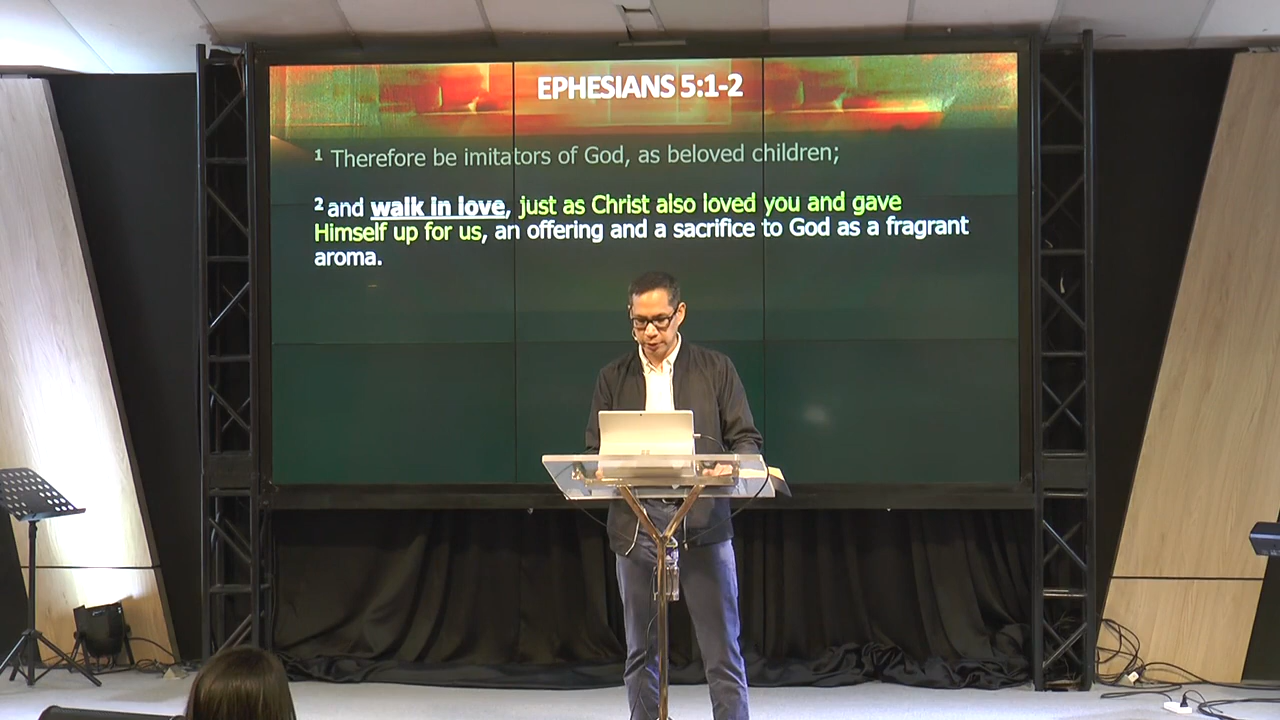 EPHESIANS 5:1-2
1 Therefore be imitators of God, as beloved children;
2 and walk in love, just as Christ also loved you and gave
Himself up for us, an offering and a sacrifice to God as a fragrant
aroma.